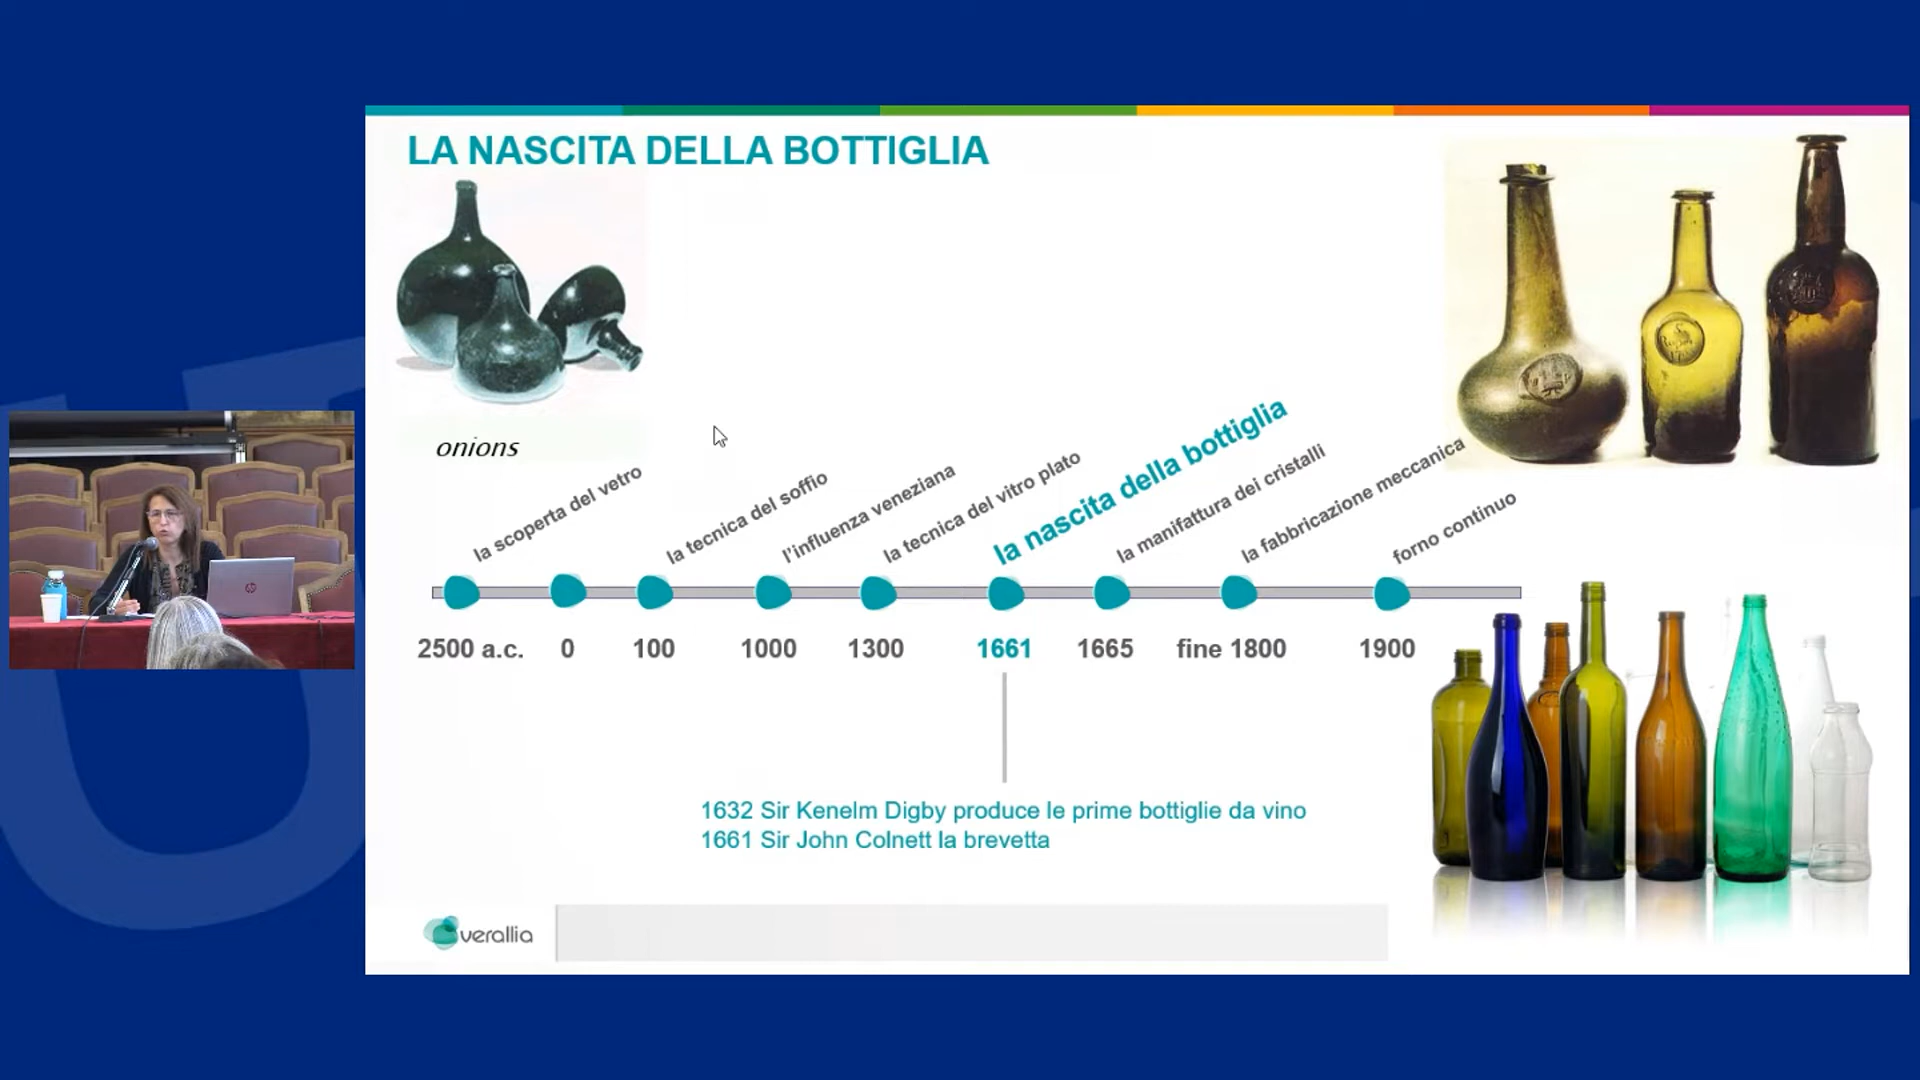 LA NASCITA DELLA BOTTIGLIA
onions
la scoperta del vetro
la tecnica del soffio
l'influenza veneziana
la tecnica del vitro plato
la nascita della bottiglia
la manifattura dei cristalli
la fabbricazione meccanica
forno continuo
2500 a.c. 0 100 1000 1300 1661 1665 fine 1800 1900
1632 Sir Kenelm Digby produce le prime bottiglie da vino
1661 Sir John Colnett la brevetta
verallia
hp